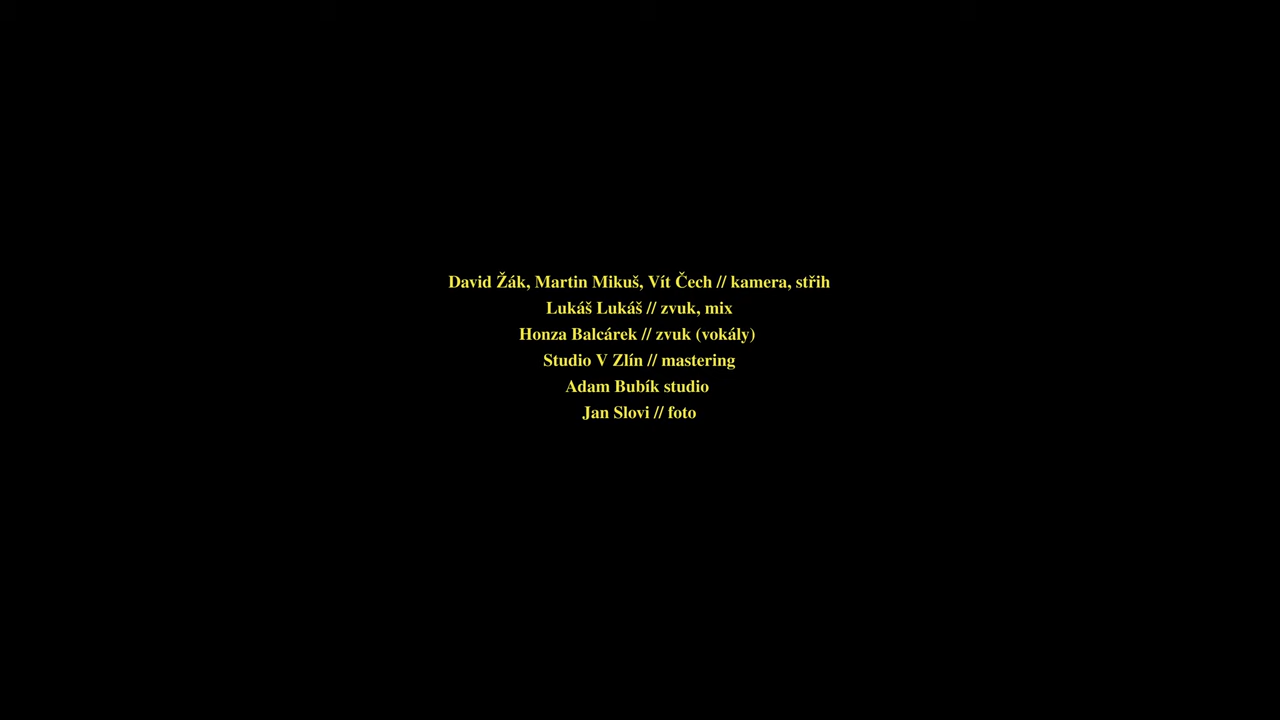 David Žák, Martin Mikuš, Vít Čech // kamera, střih
Lukáš Lukáš // zvuk, mix
Honza Balcárek // zvuk (vokály)
Studio V Zlín // mastering
Adam Bubík studio
Jan Slovi // foto